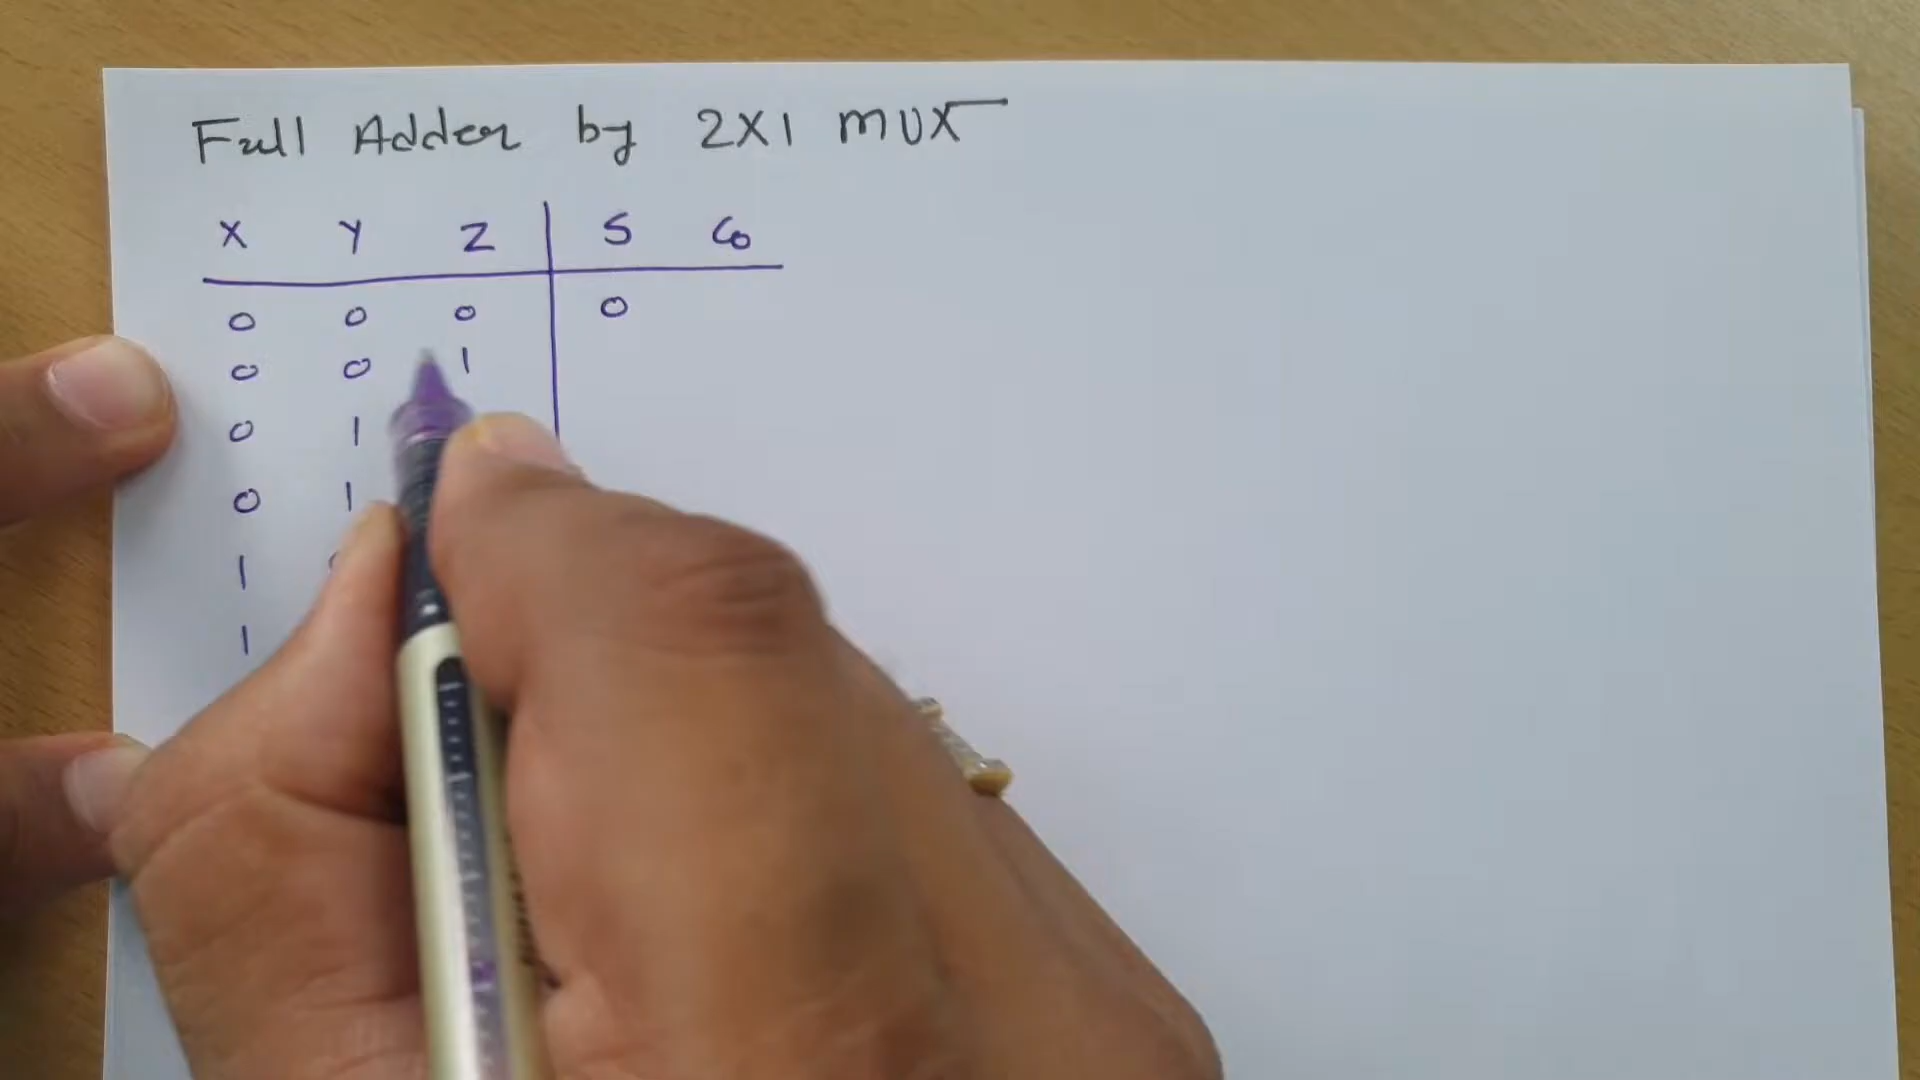 Full Adder by 2X1 MUX
X Y Z S Co
0 0 0 0
0 0 1
0 1
0 1
1
1